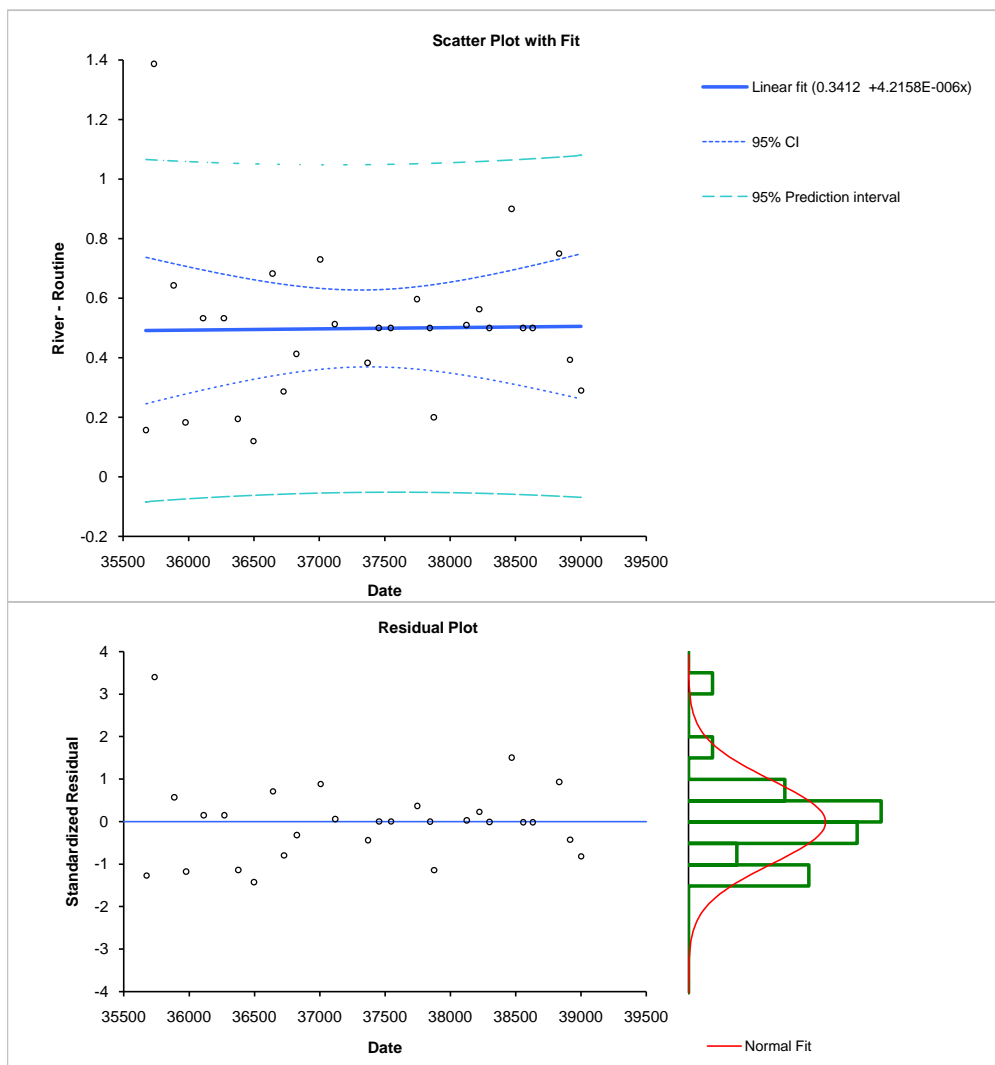 Scatter Plot with Fit
1.4
1.2
1
0.8
0.6
0.4
0.2
0
-0.2
River - Routine
35500 36000 36500 37000 37500 38000 38500 39000 39500
Date
Linear fit (0.3412 +4.2158E-006x)
95% CI
95% Prediction interval
Residual Plot
4
3
2
1
0
-1
-2
-3
-4
Standardized Residual
35500 36000 36500 37000 37500 38000 38500 39000 39500
Date
Normal Fit